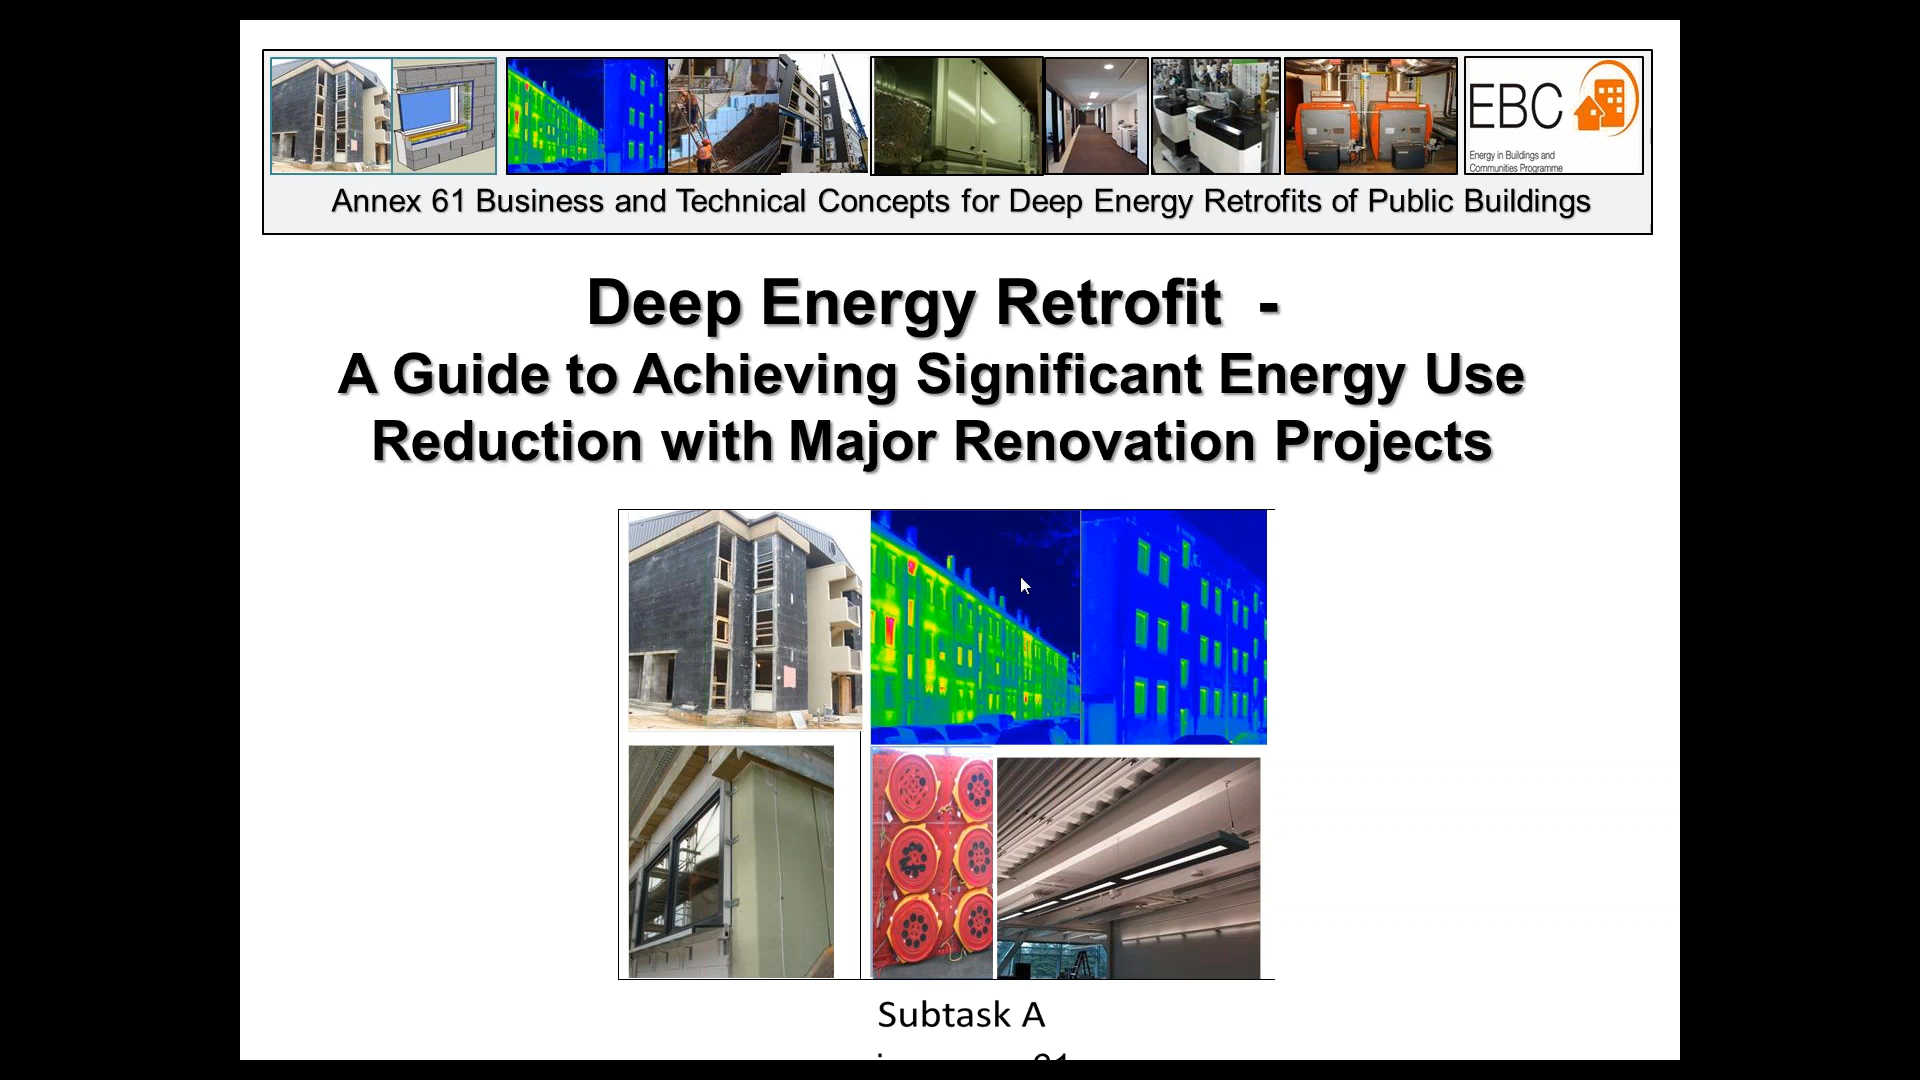 EBC
Energy in Buildings and
Communities Programme
Annex 61 Business and Technical Concepts for Deep Energy Retrofits of Public Buildings
Deep Energy Retrofit -
A Guide to Achieving Significant Energy Use
Reduction with Major Renovation Projects
Subtask A